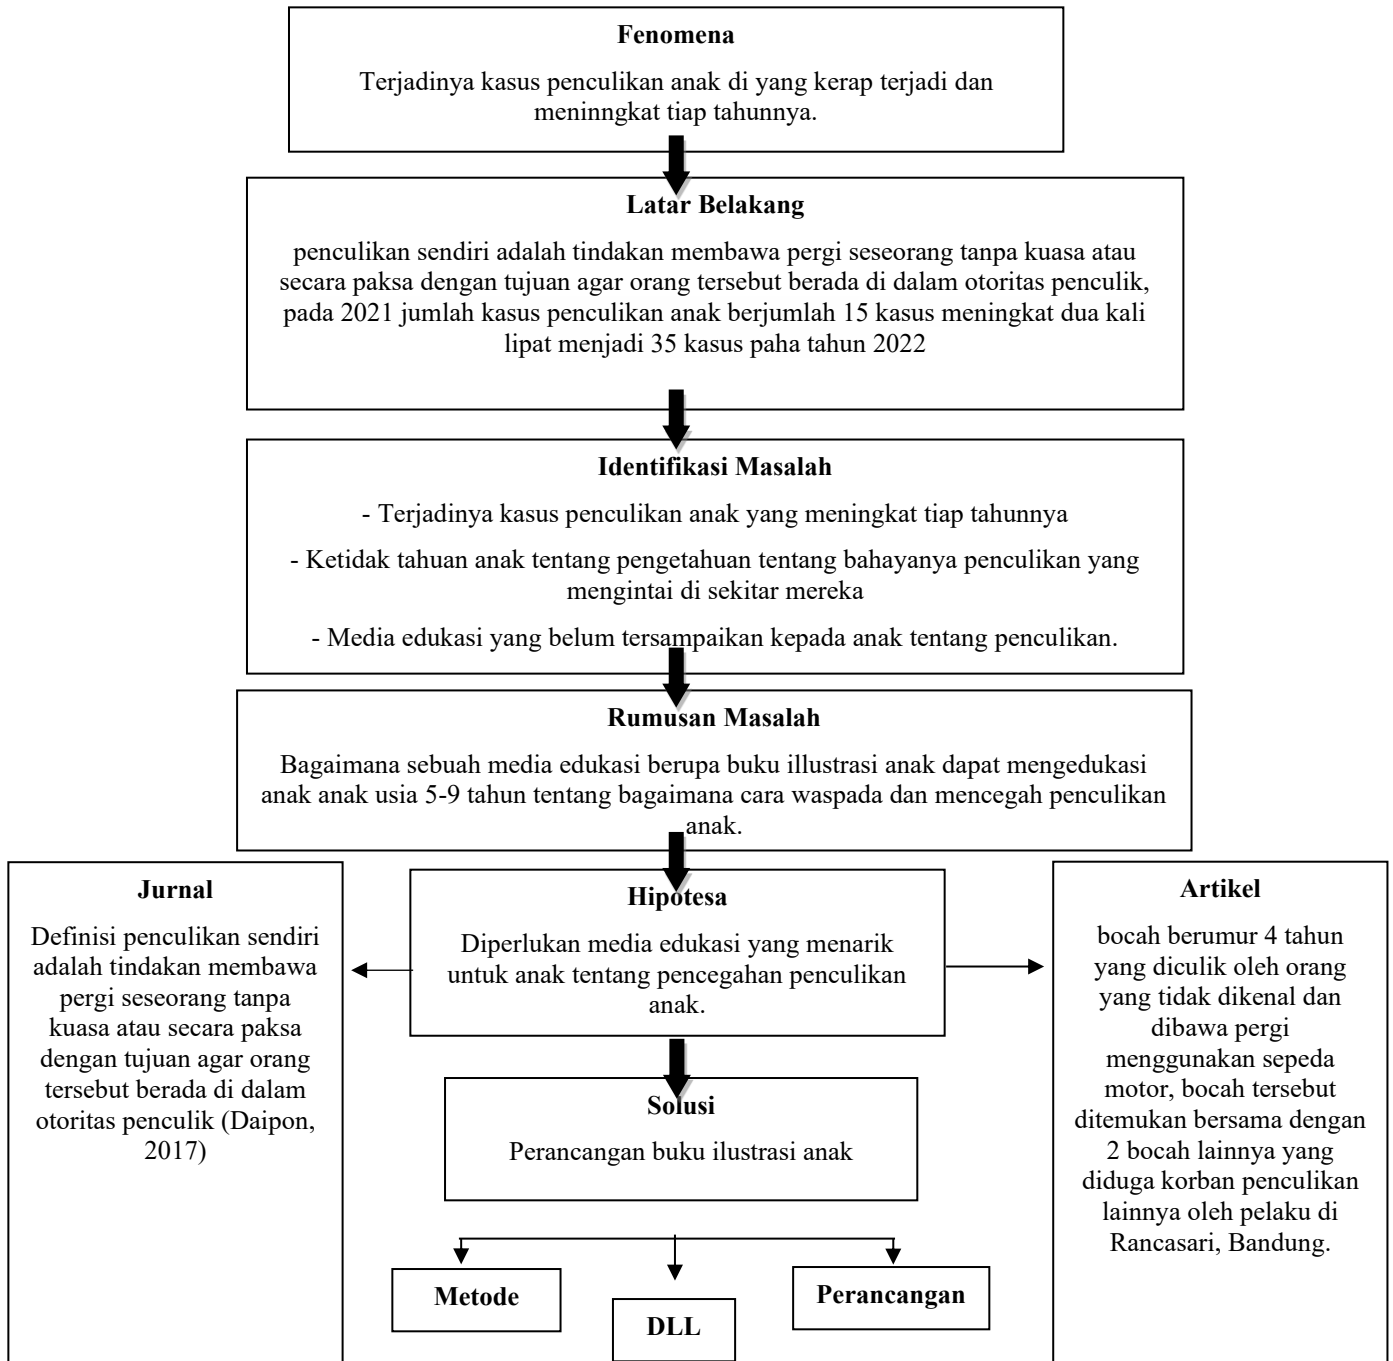 Fenomena
Terjadinya kasus penculikan anak di yang kerap terjadi dan
meninngkat tiap tahunnya.
Latar Belakang
penculikan sendiri adalah tindakan membawa pergi seseorang tanpa kuasa atau
secara paksa dengan tujuan agar orang tersebut berada di dalam otoritas penculik,
pada 2021 jumlah kasus penculikan anak berjumlah 15 kasus meningkat dua kali
lipat menjadi 35 kasus paha tahun 2022
Identifikasi Masalah
- Terjadinya kasus penculikan anak yang meningkat tiap tahunnya
- Ketidak tahuan anak tentang pengetahuan tentang bahayanya penculikan yang
mengintai di sekitar mereka
- Media edukasi yang belum tersampaikan kepada anak tentang penculikan.
Rumusan Masalah
Bagaimana sebuah media edukasi berupa buku illustrasi anak dapat mengedukasi
anak anak usia 5-9 tahun tentang bagaimana cara waspada dan mencegah penculikan
anak.
Jurnal
Definisi penculikan sendiri
adalah tindakan membawa
pergi seseorang tanpa
kuasa atau secara paksa
dengan tujuan agar orang
tersebut berada di dalam
otoritas penculik (Daipon,
2017)
Hipotesa
Diperlukan media edukasi yang menarik
untuk anak tentang pencegahan penculikan
anak.
Artikel
bocah berumur 4 tahun
yang diculik oleh orang
yang tidak dikenal dan
dibawa pergi
menggunakan sepeda
motor, bocah tersebut
ditemukan bersama dengan
2 bocah lainnya yang
diduga korban penculikan
lainnya oleh pelaku di
Rancasari, Bandung.
Solusi
Perancangan buku ilustrasi anak
Metode
DLL
Perancangan